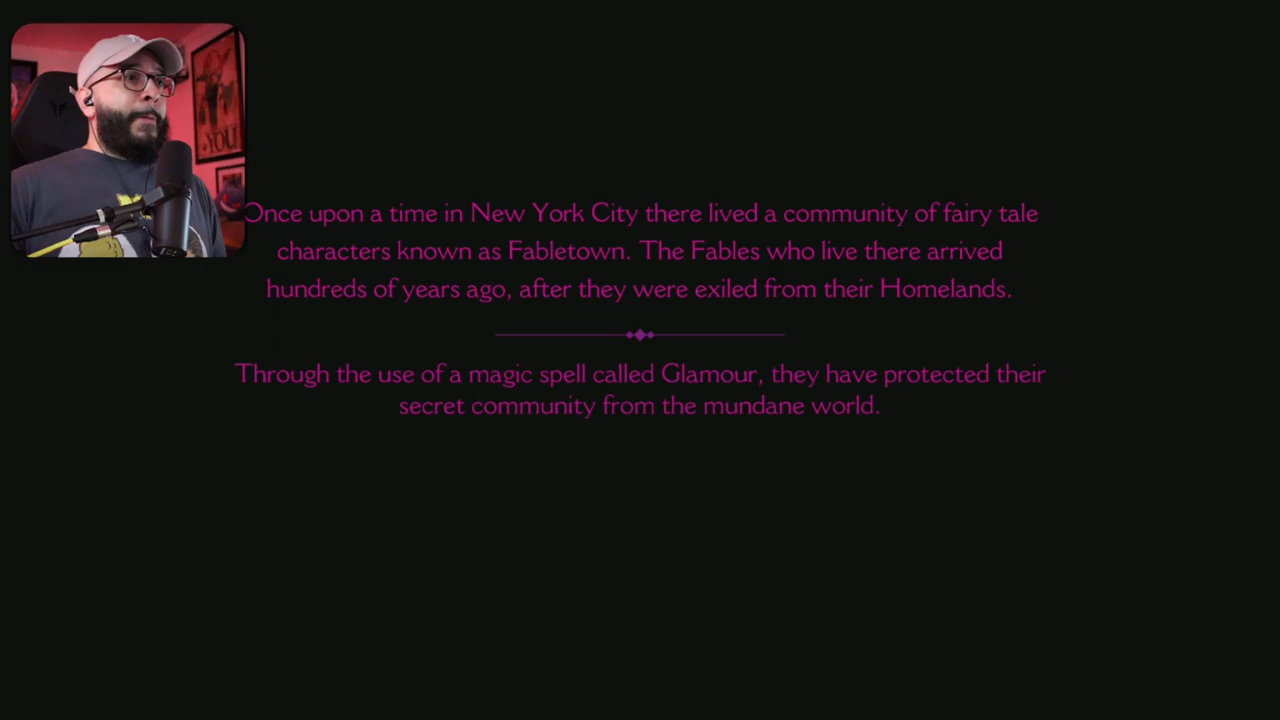 YOU
Once upon a time in New York City there lived a community of fairy tale
characters known as Fabletown. The Fables who live there arrived
hundreds of years ago, after they were exiled from their Homelands.
Through the use of a magic spell called Glamour, they have protected their
secret community from the mundane world.